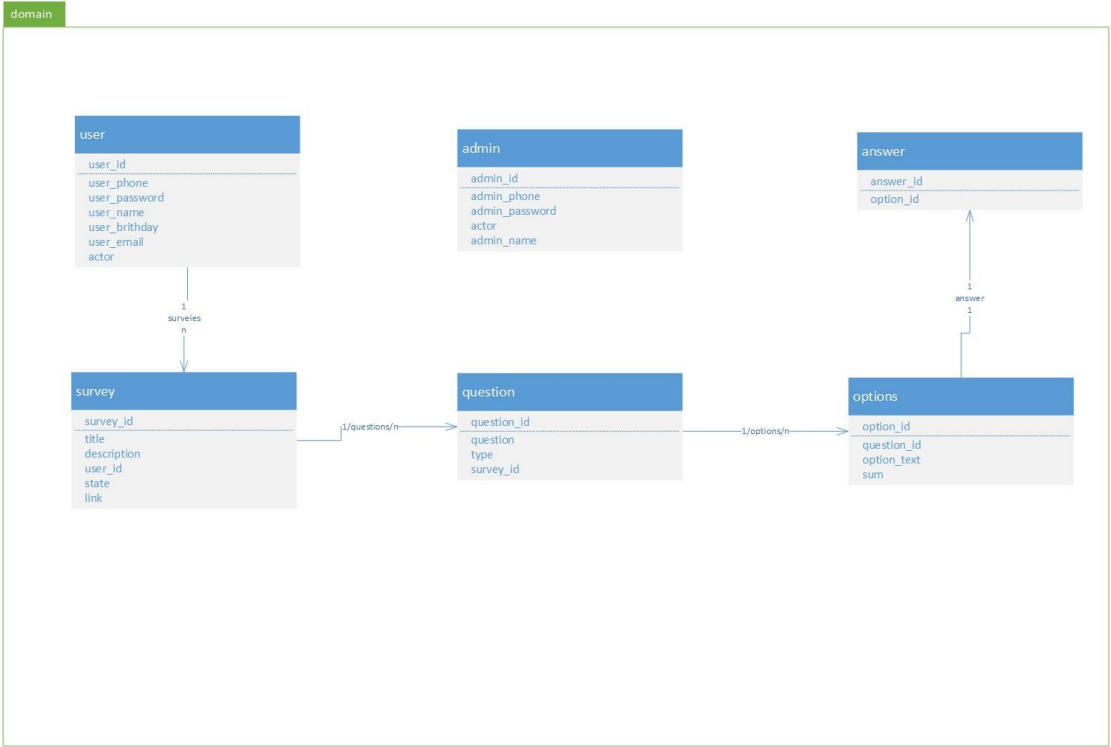 domain
user
user_id
user_phone
user_password
user_name
user_brithday
user_email
actor
admin
admin_id
admin_phone
admin_password
actor
admin_name
answer
answer_id
option_id
1
surveies
n
1
answer
1
survey
survey_id
title
description
user_id
state
link
1/questions/n
question
question_id
question
type
survey_id
1/options/n
options
option_id
question_id
option_text
sum